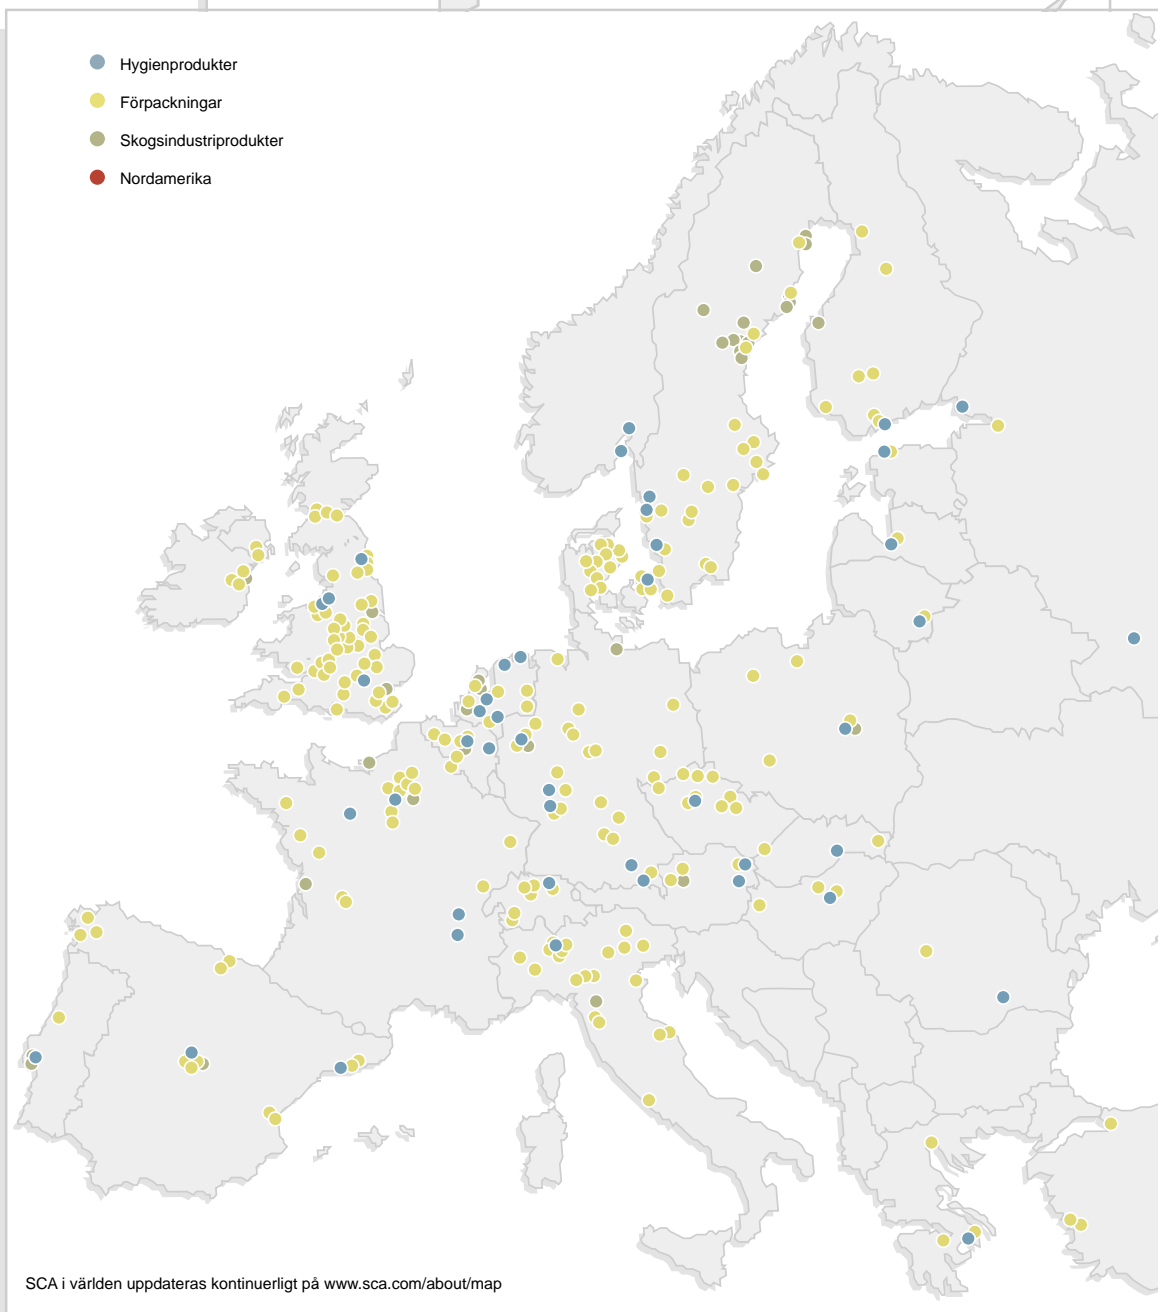 Hygienprodukter
Förpackningar
Skogsindustriprodukter
Nordamerika
SCA i världen uppdateras kontinuerligt på www.sca.com/about/map